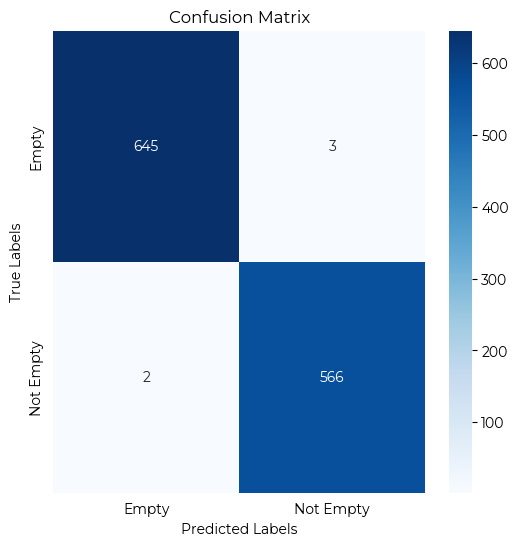 Confusion Matrix
Empty
645
3
600
500
400
300
200
100
True Labels
Not Empty
2
566
Empty
Not Empty
Predicted Labels